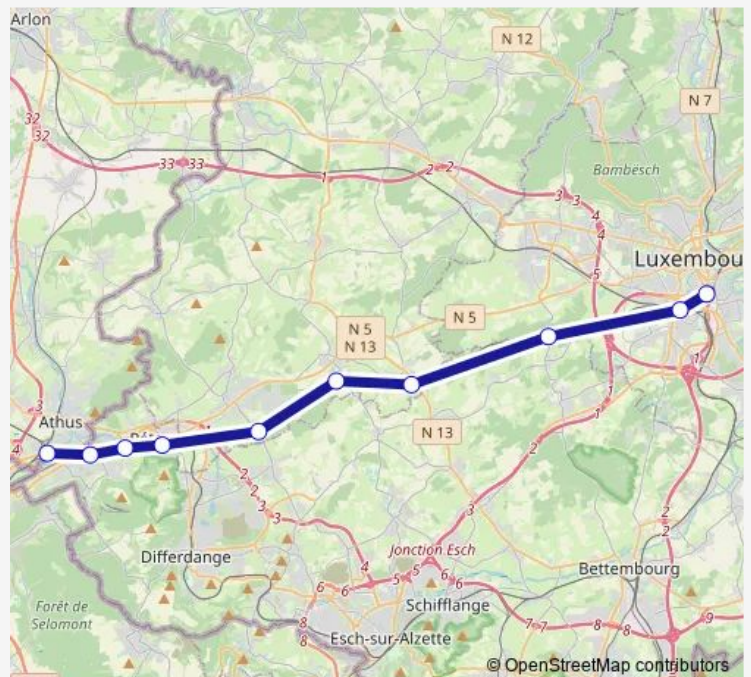 Arlon
N 12
N 7
32
32
33
33
1
2
2
Bambësch
3
3
4
4
5
Luxembou
N 5
N 13
N 5
1
1
1
3
Athus
4
N 13
2
2
2
3
3
3
2
2
Differdange
Jonction Esch
4
5
5
6
6
6
6
Bettembourg
Forêt de
Selomont
Schifflange
8
8
7
7
8
8
9
Esch-sur-Alzette
© OpenStreetMap contributors